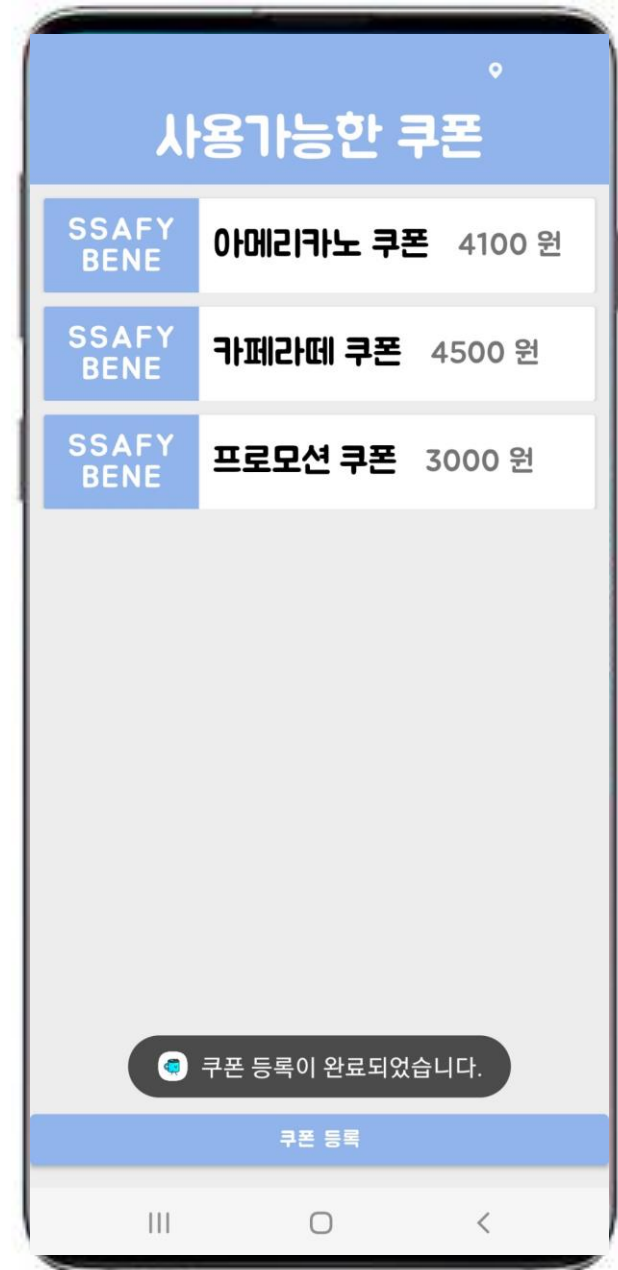 사용가능한 쿠폰
SSAFY
BENE
아메리카노 쿠폰 4100 원
SSAFY
BENE
카페라떼 쿠폰 4500 원
SSAFY
BENE
프로모션 쿠폰 3000 원
쿠폰 등록이 완료되었습니다.
쿠폰 등록